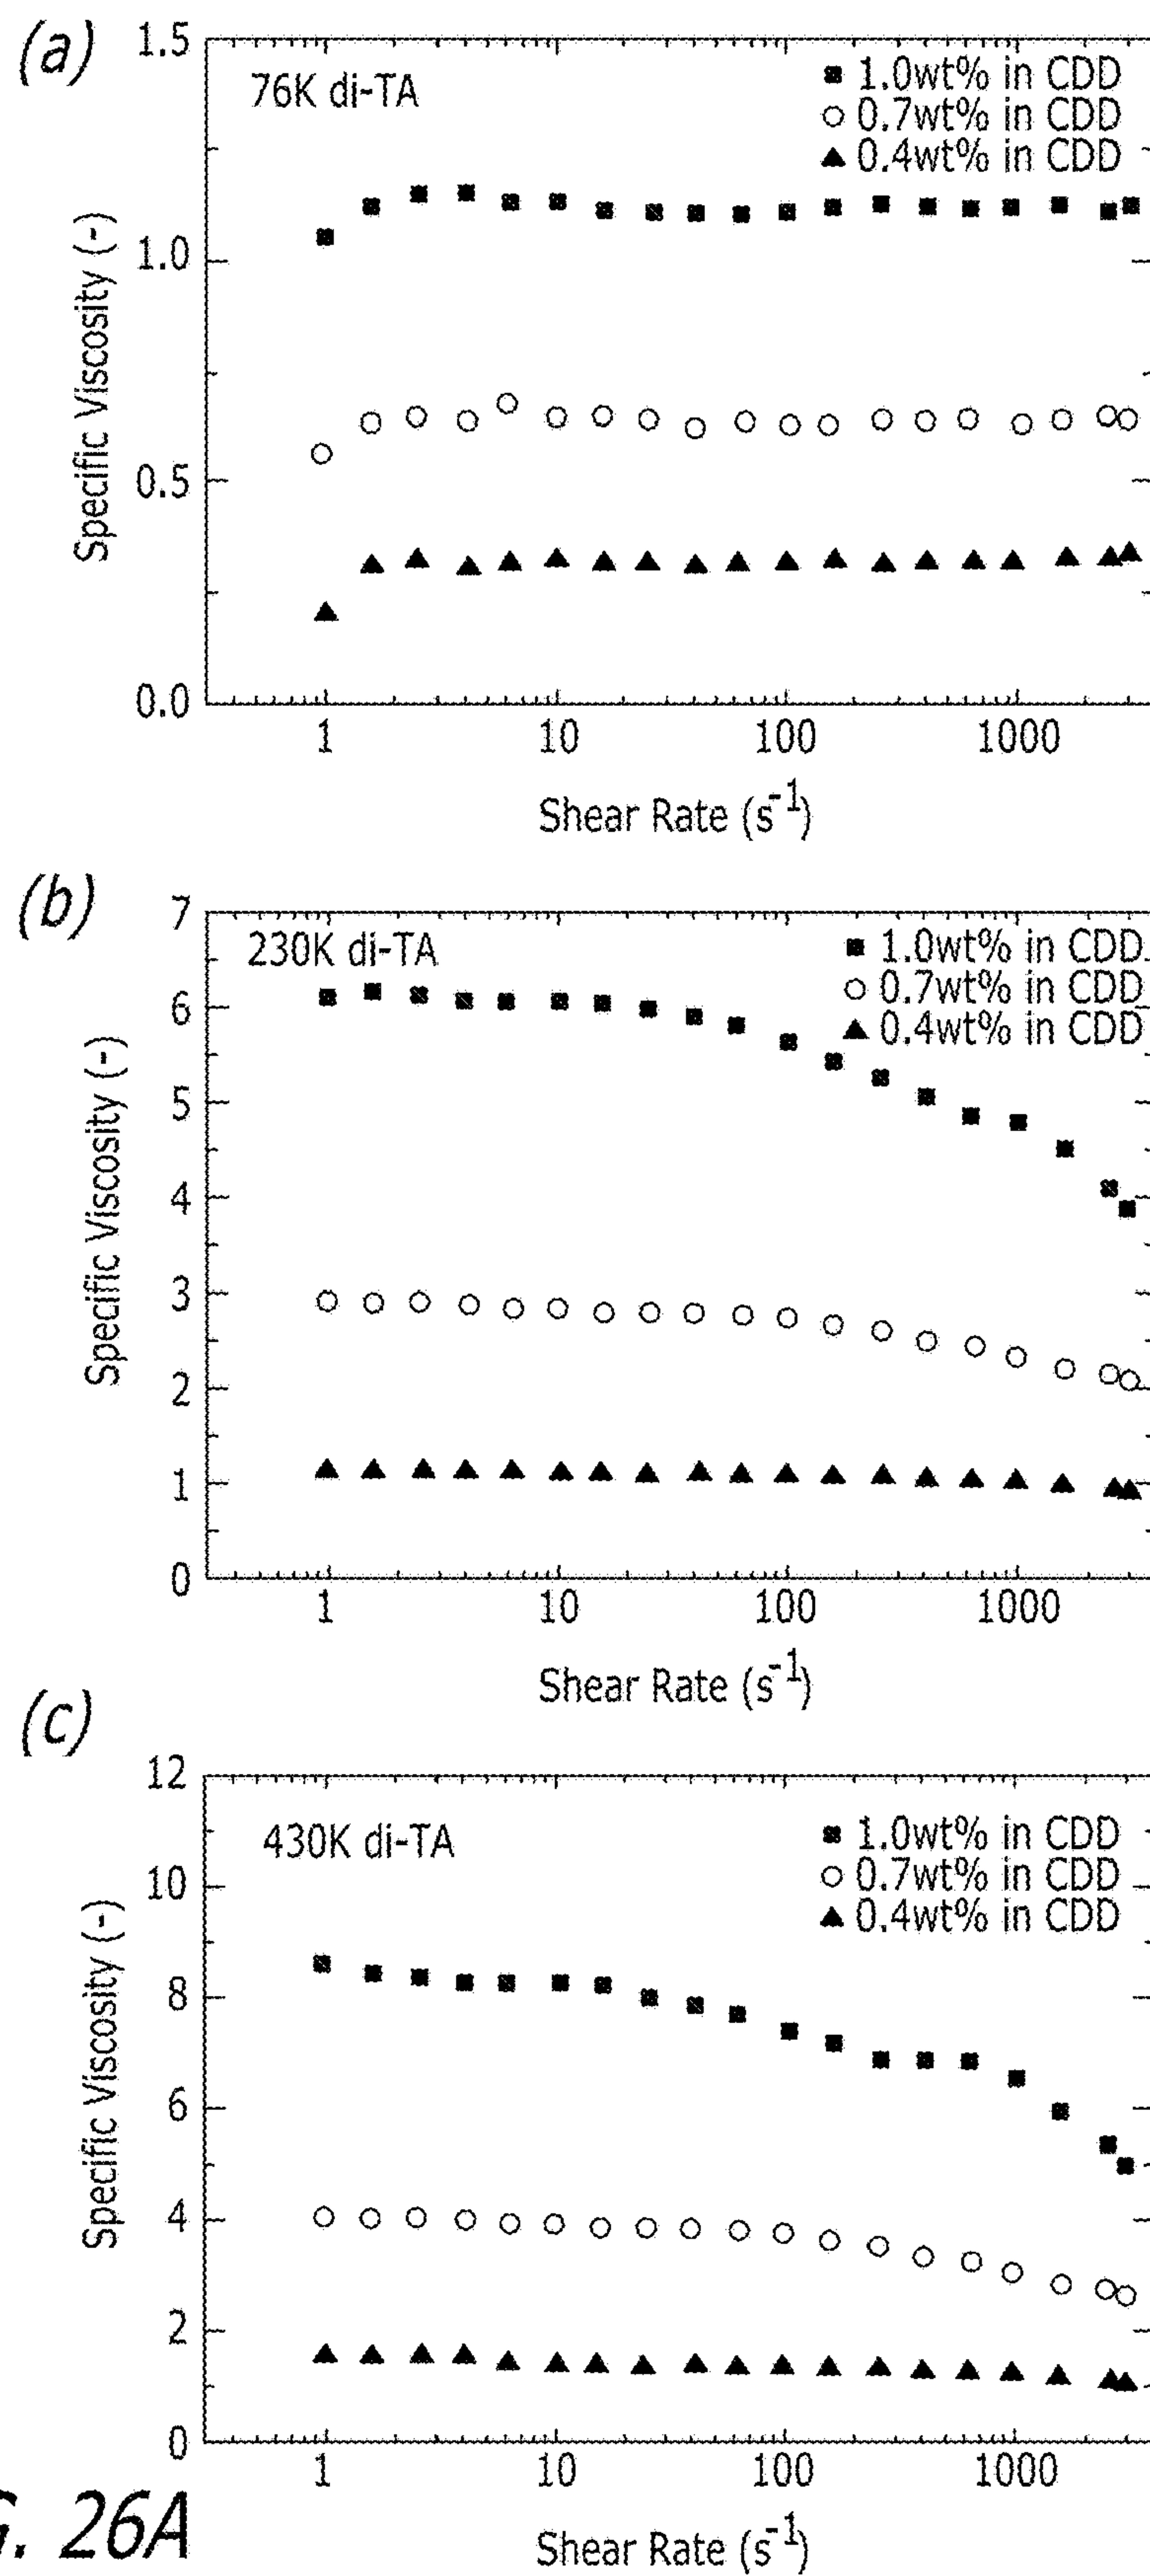 (a)
1.5
76K di-TA
1.0wt% in CDD
0.7wt% in CDD
0.4wt% in CDD
1.0
0.5
0.0
Specific Viscosity (-)
1 10 100 1000
Shear Rate (s-1)
(b)
7
230K di-TA
1.0wt% in CDD
0.7wt% in CDD
0.4wt% in CDD
6
5
4
3
2
1
0
Specific Viscosity (-)
1 10 100 1000
Shear Rate (s-1)
(c)
12
430K di-TA
1.0wt% in CDD
0.7wt% in CDD
0.4wt% in CDD
10
8
6
4
2
0
Specific Viscosity (-)
1 10 100 1000
Shear Rate (s-1)
G. 26A